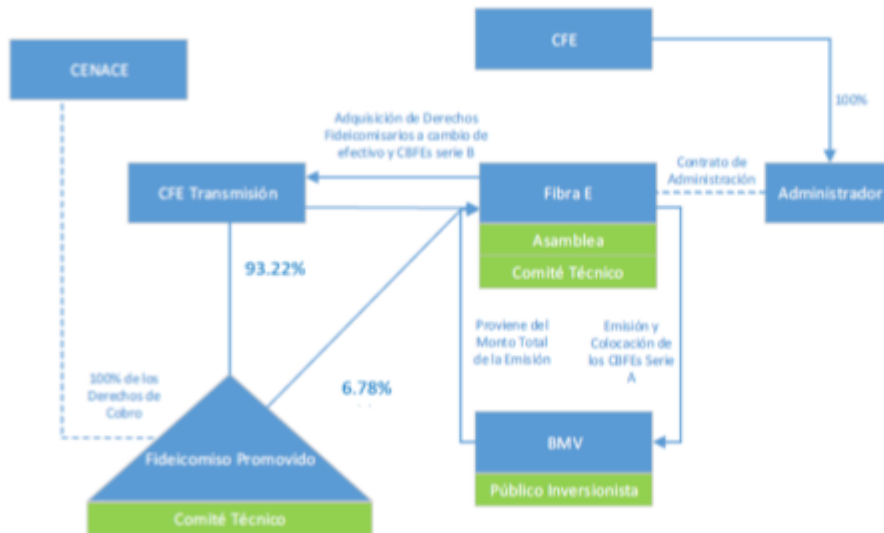 CFE
CENACE
100%
Adquisición de Derechos
Fideicomisarios a cambio de
efectivo y CBFEs serie B
Contrato de
Administración
CFE Transmisión
Fibra E
Administrador
Asamblea
Comité Técnico
93.22%
Proviene del
Monto Total
de la Emisión
Emisión y
Colocación de
los CBFEs Serie
A
100% de los
Derechos de
Cobro
6.78%
BMV
Fideicomiso Promovido
Público Inversionista
Comité Técnico